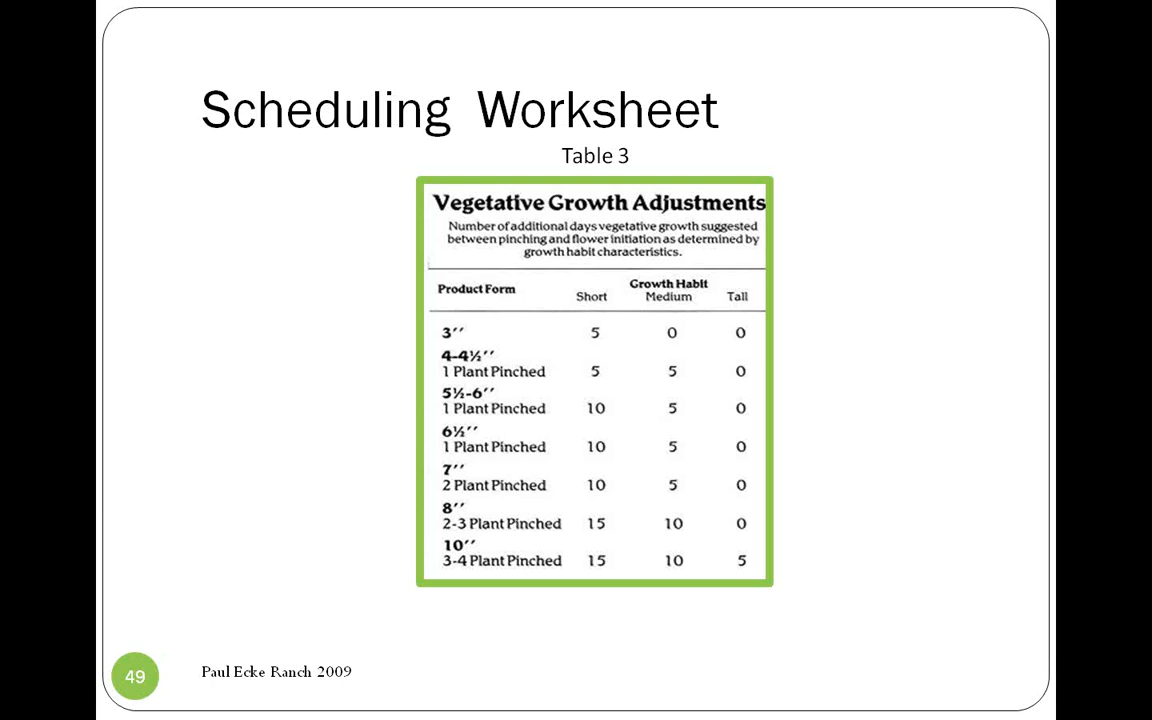 Scheduling Worksheet
Table 3
Vegetative Growth Adjustments
Number of additional days vegetative growth suggested
between pinching and flower initiation as determined by
growth habit characteristics.
Product Form Growth Habit
Short Medium Tall
3′′ 5 0 0
4-4½′′
1 Plant Pinched 5 5 0
5½-6′′
1 Plant Pinched 10 5 0
6½′′
1 Plant Pinched 10 5 0
7′′
2 Plant Pinched 10 5 0
8′′
2-3 Plant Pinched 15 10 0
10′′
3-4 Plant Pinched 15 10 5
49 Paul Ecke Ranch 2009